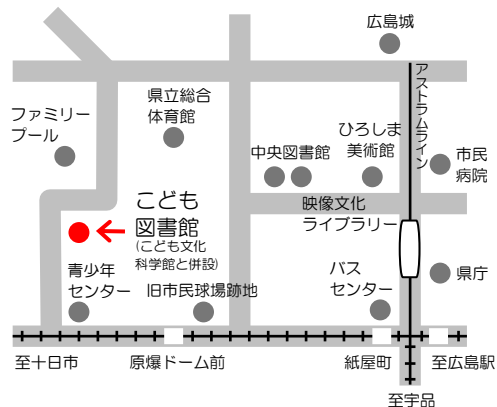 広島城
アストラムライン
県立総合
体育館
ファミリー
プール
ひろしま
美術館
中央図書館
市民
病院
こども
図書館
(こども文化
科学館と併設)
映像文化
ライブラリー
青少年
センター
旧市民球場跡地
バス
センター
県庁
至十日市
原爆ドーム前
紙屋町
至広島駅
至宇品